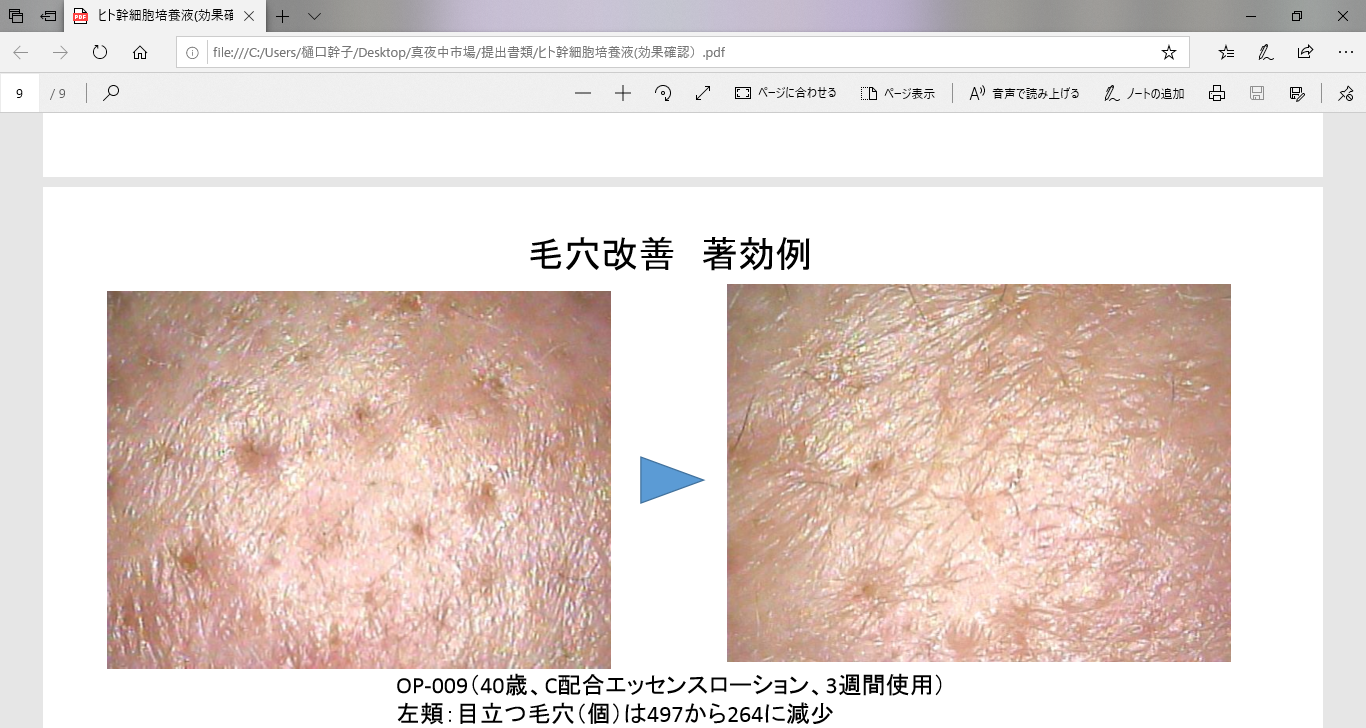 ヒト幹細胞培養液(効果確
file:///C:/Users/樋口幹子/Desktop/真夜中市場/提出書類/ヒト幹細胞培養液(効果確認）.pdf
9 / 9 ページに合わせる ページ表示 音声で読み上げる ノートの追加
毛穴改善　著効例
OP-009（40歳、C配合エッセンスローション、3週間使用）
左頬：目立つ毛穴（個）は497から264に減少